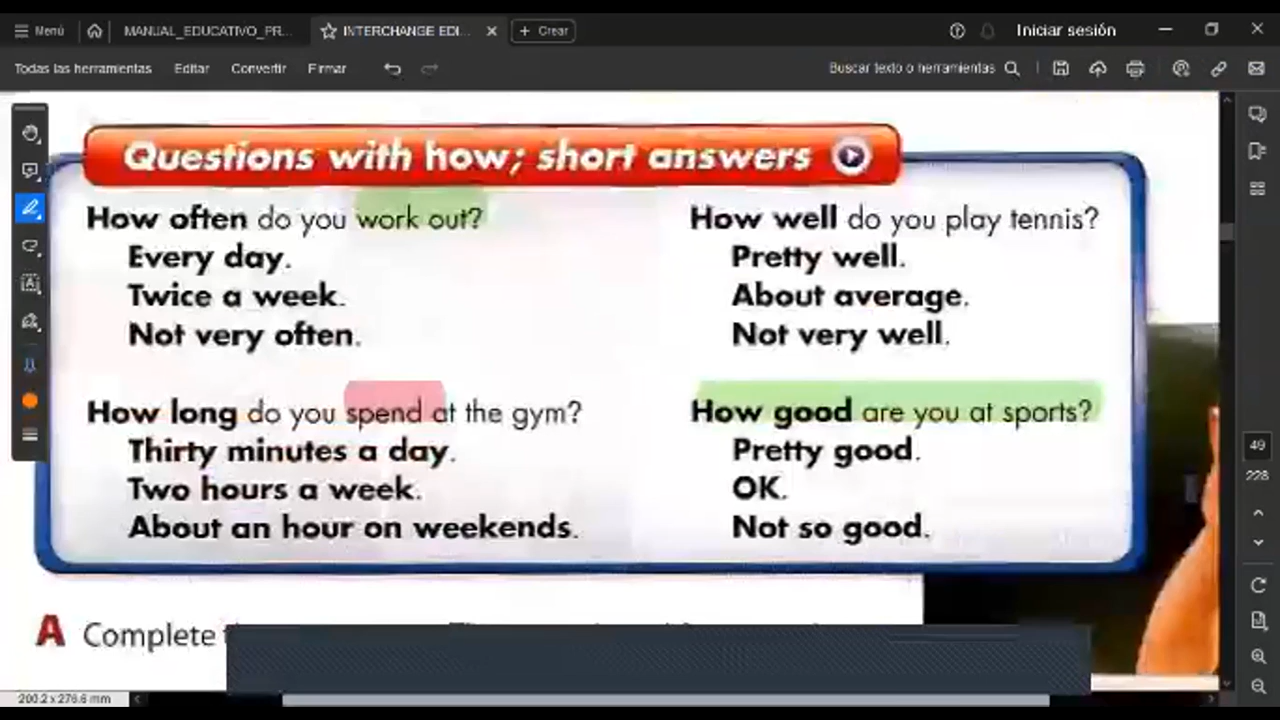 Menú
MANUAL_EDUCATIVO_PR...
INTERCHANGE EDI...
Crear
Iniciar sesión
Todas las herramientas
Editar
Convertir
Firmar
Buscar texto o herramientas
Questions with how; short answers
How often do you work out?
Every day.
Twice a week.
Not very often.
How long do you spend at the gym?
Thirty minutes a day.
Two hours a week.
About an hour on weekends.
How well do you play tennis?
Pretty well.
About average.
Not very well.
How good are you at sports?
Pretty good.
OK.
Not so good.
A Complete
49
228
200.2 x 276.6 mm